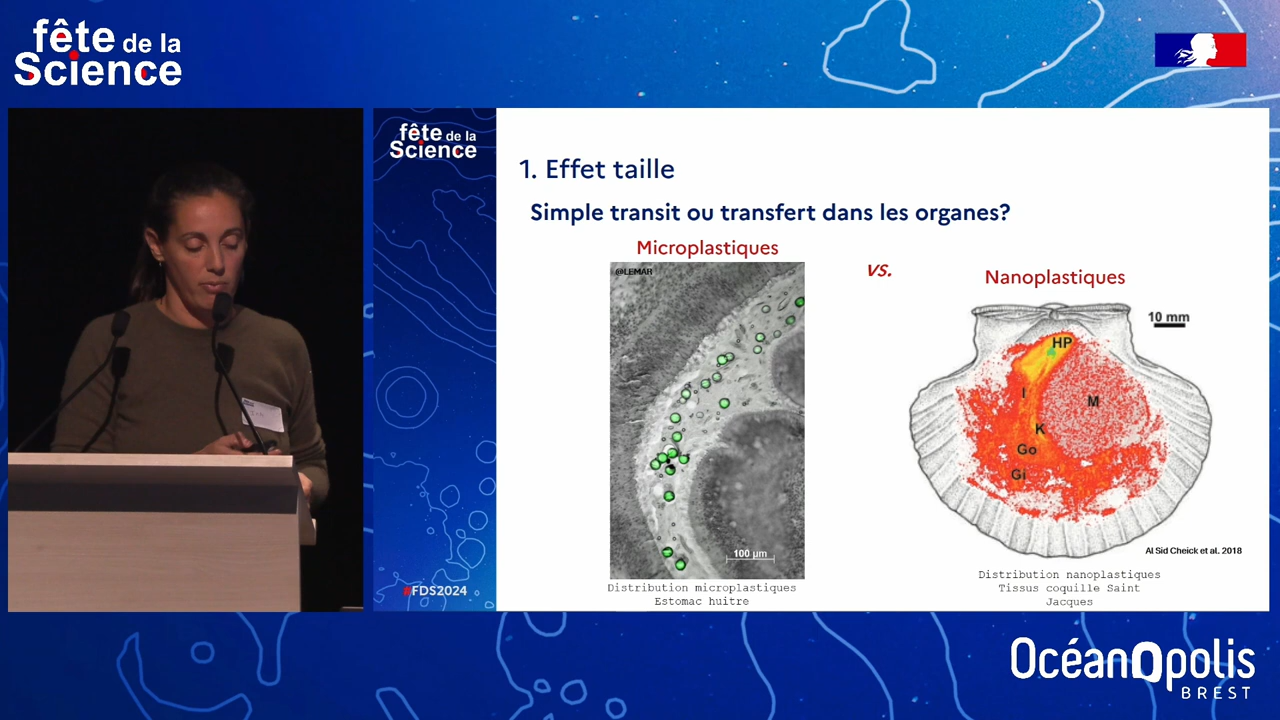 fête de la
Science
fête de la
Science
1. Effet taille
Simple transit ou transfert dans les organes?
Microplastiques
vs.
Nanoplastiques
@LEMAR
100 µm
10 mm
HP
I
M
K
Go
Gi
Al Sid Cheick et al. 2018
Distribution microplastiques
Estomac huitre
Distribution nanoplastiques
Tissus coquille Saint
Jacques
#FDS2024
OcéanOpolis
BREST